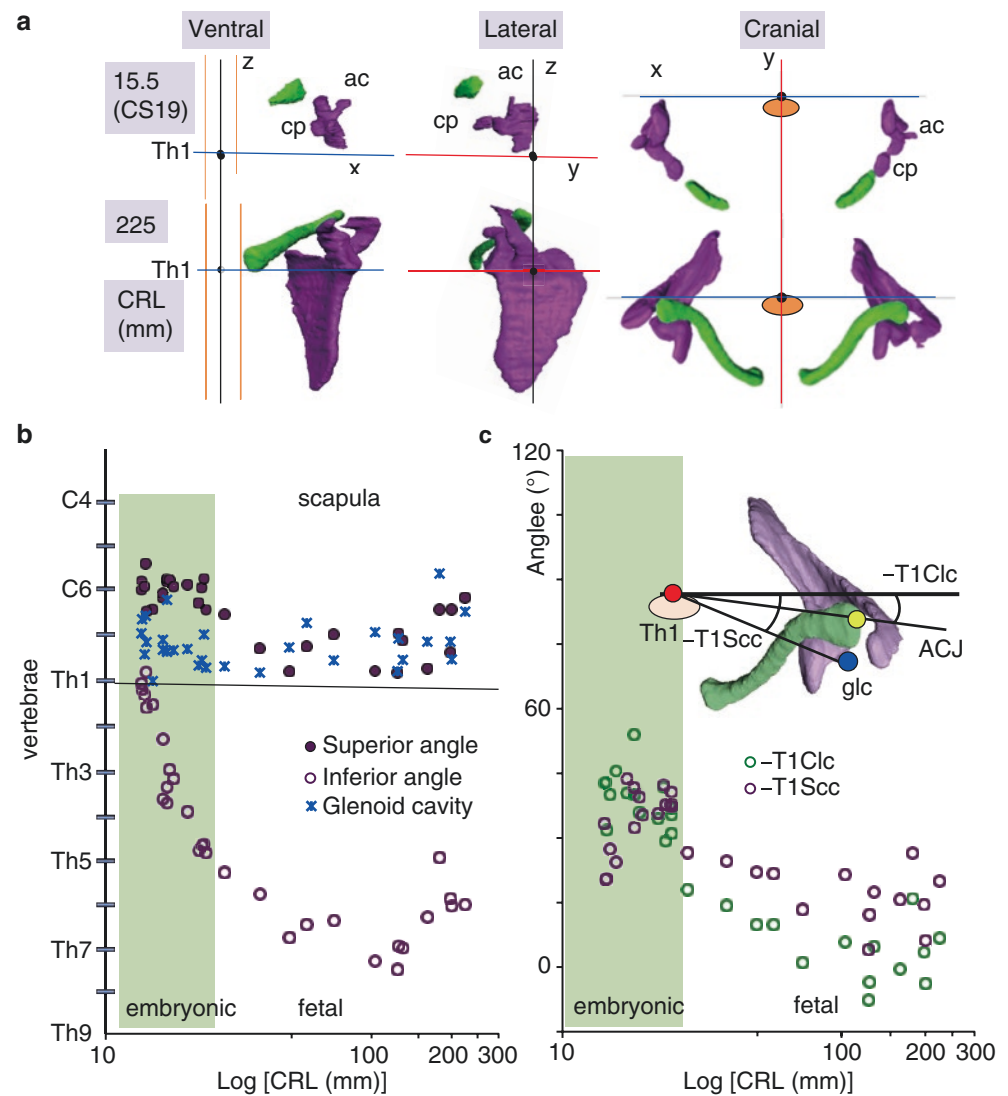 a
Ventral
Lateral
Cranial
15.5
(CS19)
z
ac
cp
Th1
x
z
ac
cp
y
x
y
ac
cp
225
Th1
CRL
(mm)
b
C4
C6
Th1
Th3
Th5
Th7
Th9
vertebrae
scapula
Superior angle
Inferior angle
Glenoid cavity
embryonic
fetal
10
100
200
300
Log [CRL (mm)]
c
120
60
0
Anglee (°)
–T1Clc
Th1
–T1Scc
ACJ
glc
–T1Clc
–T1Scc
embryonic
fetal
10
100
200
300
Log [CRL (mm)]